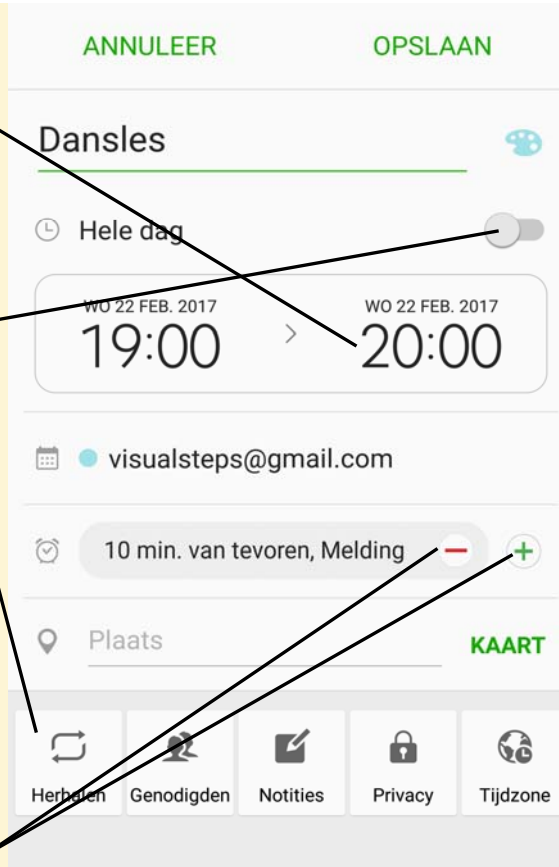 ANNULEER OPSLAAN
Dansles
Hele dag
WO 22 FEB. 2017 WO 22 FEB. 2017
19:00 > 20:00
visualsteps@gmail.com
10 min. van tevoren, Melding
Plaats KAART
Herhalen Genodigden Notities Privacy Tijdzone